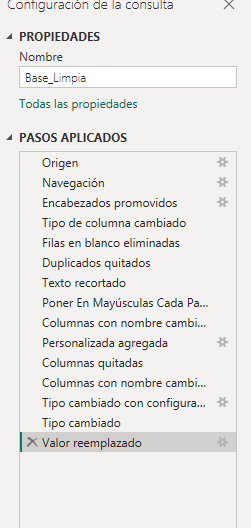 Configuración de la consulta
PROPIEDADES
Nombre
Base_Limpia
Todas las propiedades
PASOS APLICADOS
Origen
Navegación
Encabezados promovidos
Tipo de columna cambiado
Filas en blanco eliminadas
Duplicados quitados
Texto recortado
Poner En Mayúsculas Cada Pa...
Columnas con nombre cambi...
Personalizada agregada
Columnas quitadas
Columnas con nombre cambi...
Tipo cambiado con configura...
Tipo cambiado
Valor reemplazado